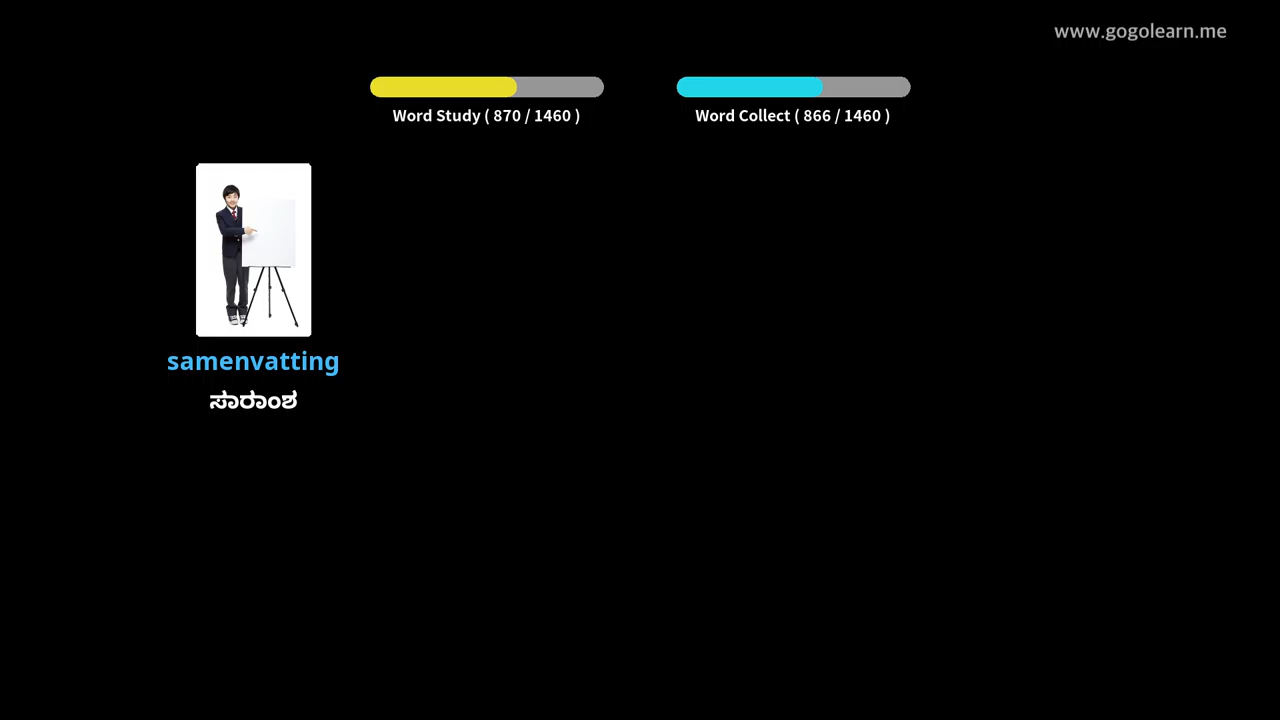 www.gogolearn.me
Word Study ( 870 / 1460 )
Word Collect ( 866 / 1460 )
samenvatting
ಸಾರಾಂಶ